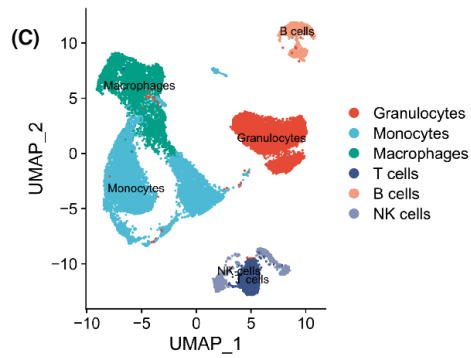 (C)
B cells
10
Macrophages
5
Granulocytes
Granulocytes
Monocytes
UMAP_2
0
Macrophages
T cells
Monocytes
B cells
−5
NK cells
−10
NK cells
T cells
−10
−5
0
5
10
UMAP_1